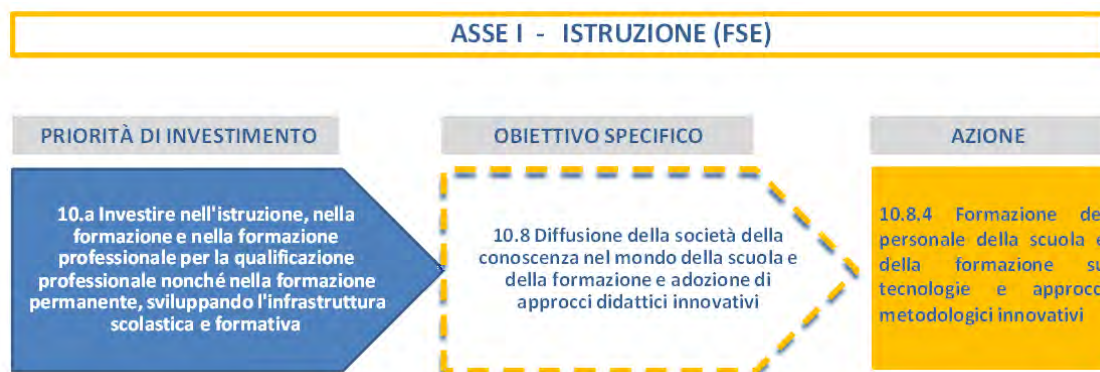 ASSE I - ISTRUZIONE (FSE)
PRIORITÀ DI INVESTIMENTO
OBIETTIVO SPECIFICO
AZIONE
10.a Investire nell'istruzione, nella
formazione e nella formazione
professionale per la qualificazione
professionale nonché nella formazione
permanente, sviluppando l'infrastruttura
scolastica e formativa
10.8 Diffusione della società della
conoscenza nel mondo della scuola e
della formazione e adozione di
approcci didattici innovativi
10.8.4 Formazione
personale della scuola
della formazione
tecnologie e
metodologici innovativi